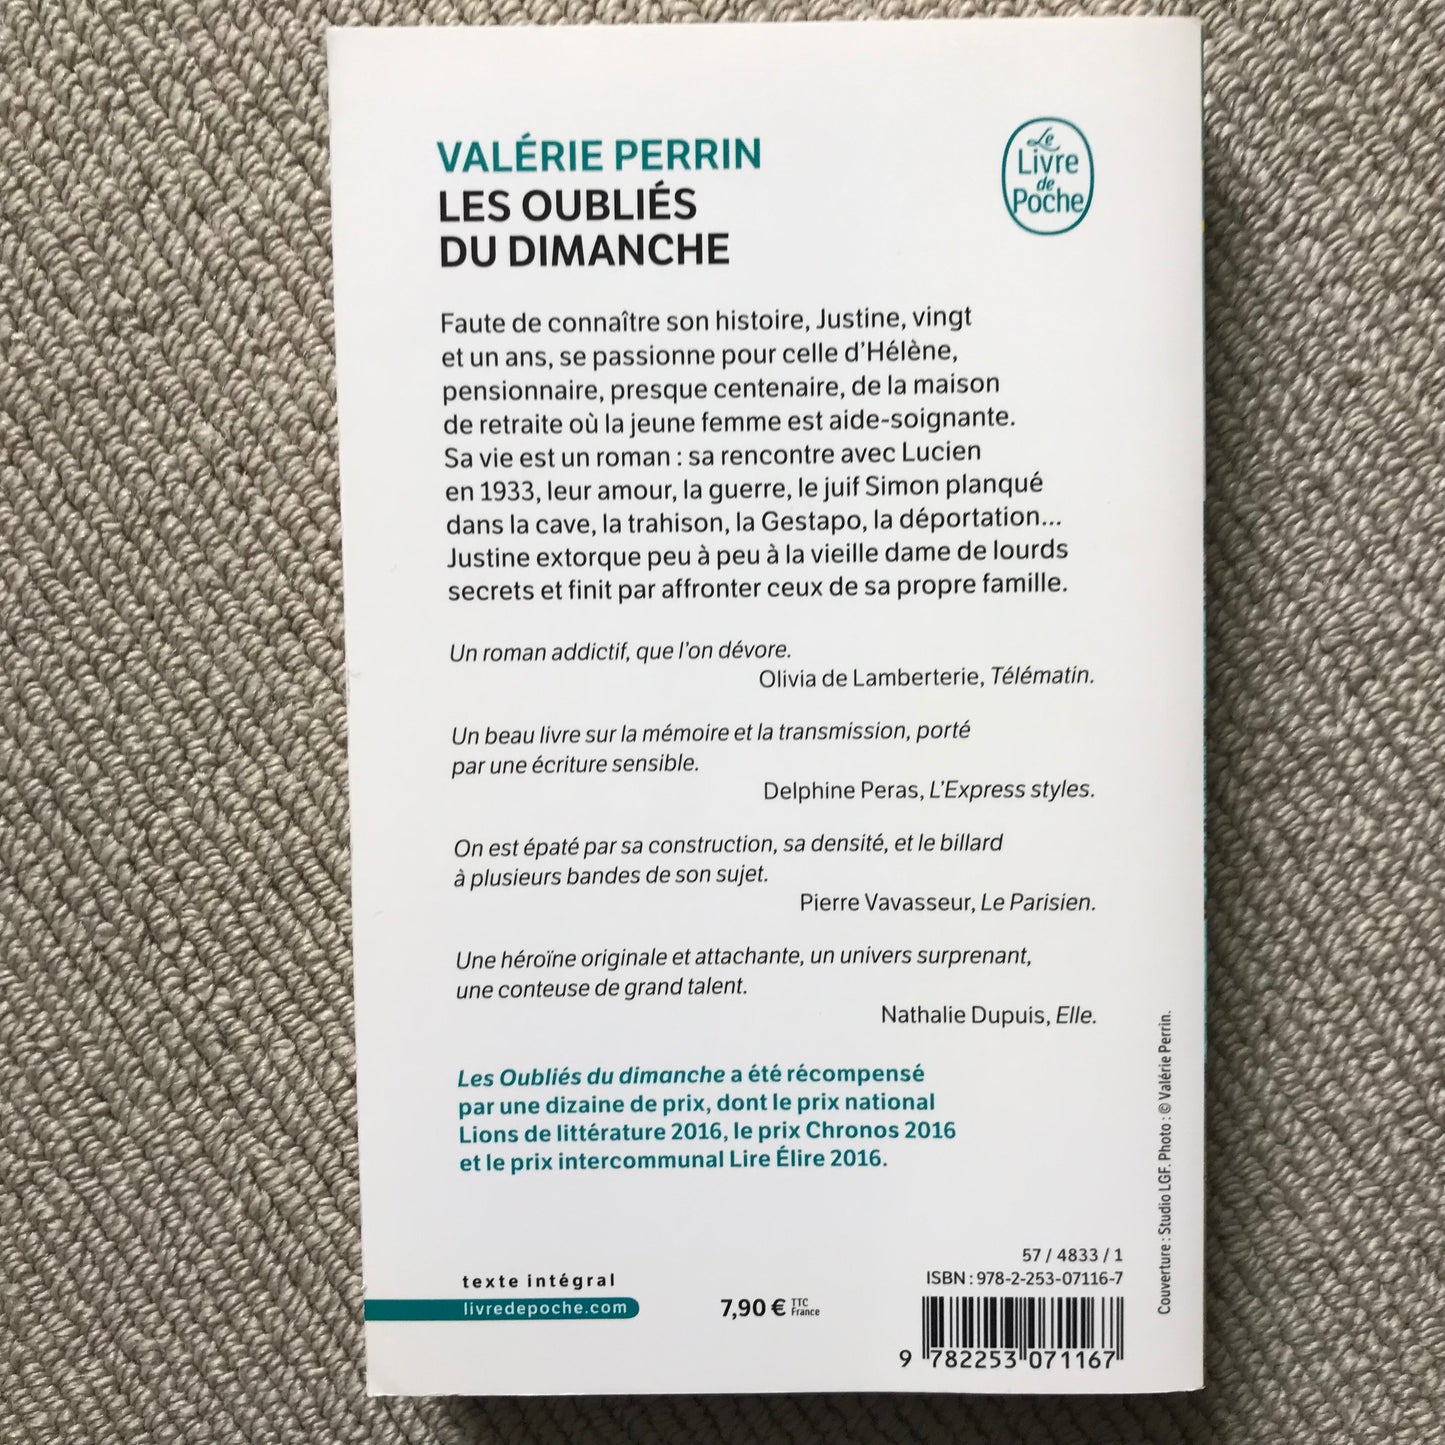 VALÉRIE PERRIN
LES OUBLIÉS
DU DIMANCHE
Le
Livre
de
Poche
Faute de connaître son histoire, Justine, vingt
et un ans, se passionne pour celle d'Hélène,
pensionnaire, presque centenaire, de la maison
de retraite où la jeune femme est aide-soignante.
Sa vie est un roman : sa rencontre avec Lucien
en 1933, leur amour, la guerre, le juif Simon planqué
dans la cave, la trahison, la Gestapo, la déportation...
Justine extorque peu à peu à la vieille dame de lourds
secrets et finit par affronter ceux de sa propre famille.
Un roman addictif, que l'on dévore.
Olivia de Lamberterie, Télématin.
Un beau livre sur la mémoire et la transmission, porté
par une écriture sensible.
Delphine Peras, L'Express styles.
On est épaté par sa construction, sa densité, et le billard
à plusieurs bandes de son sujet.
Pierre Vavasseur, Le Parisien.
Une héroïne originale et attachante, un univers surprenant,
une conteuse de grand talent.
Nathalie Dupuis, Elle.
Les Oubliés du dimanche a été récompensé
par une dizaine de prix, dont le prix national
Lions de littérature 2016, le prix Chronos 2016
et le prix intercommunal Lire Élire 2016.
Couverture : Studio LGF. Photo : © Valérie Perrin.
texte intégral
livredepoche.com
7,90 € TTC
France
57 / 4833 / 1
ISBN : 978-2-253-07116-7
9 782253 071167